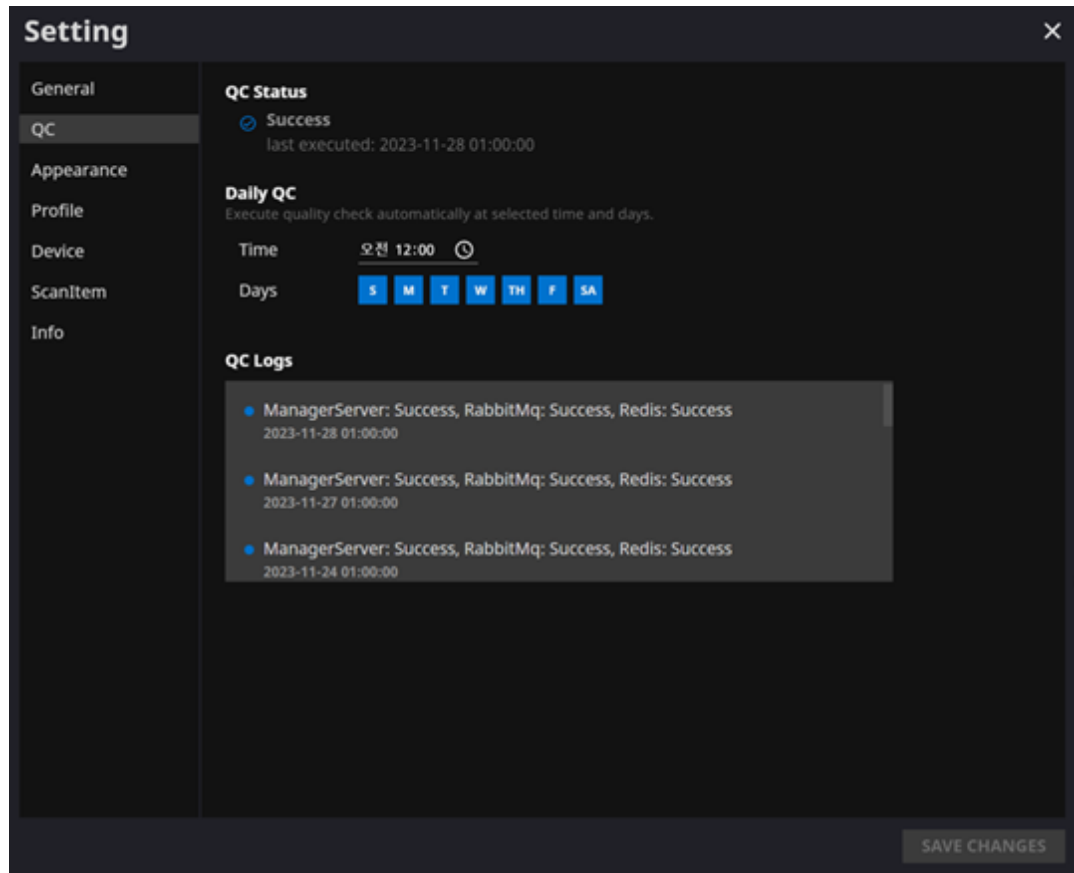 Setting
General
QC
Appearance
Profile
Device
ScanItem
Info
QC Status
Success
last executed: 2023-11-28 01:00:00
Daily QC
Execute quality check automatically at selected time and days.
Time 오전 12:00
Days S M T W TH F SA
QC Logs
ManagerServer: Success, RabbitMq: Success, Redis: Success
2023-11-28 01:00:00
ManagerServer: Success, RabbitMq: Success, Redis: Success
2023-11-27 01:00:00
ManagerServer: Success, RabbitMq: Success, Redis: Success
2023-11-24 01:00:00
SAVE CHANGES